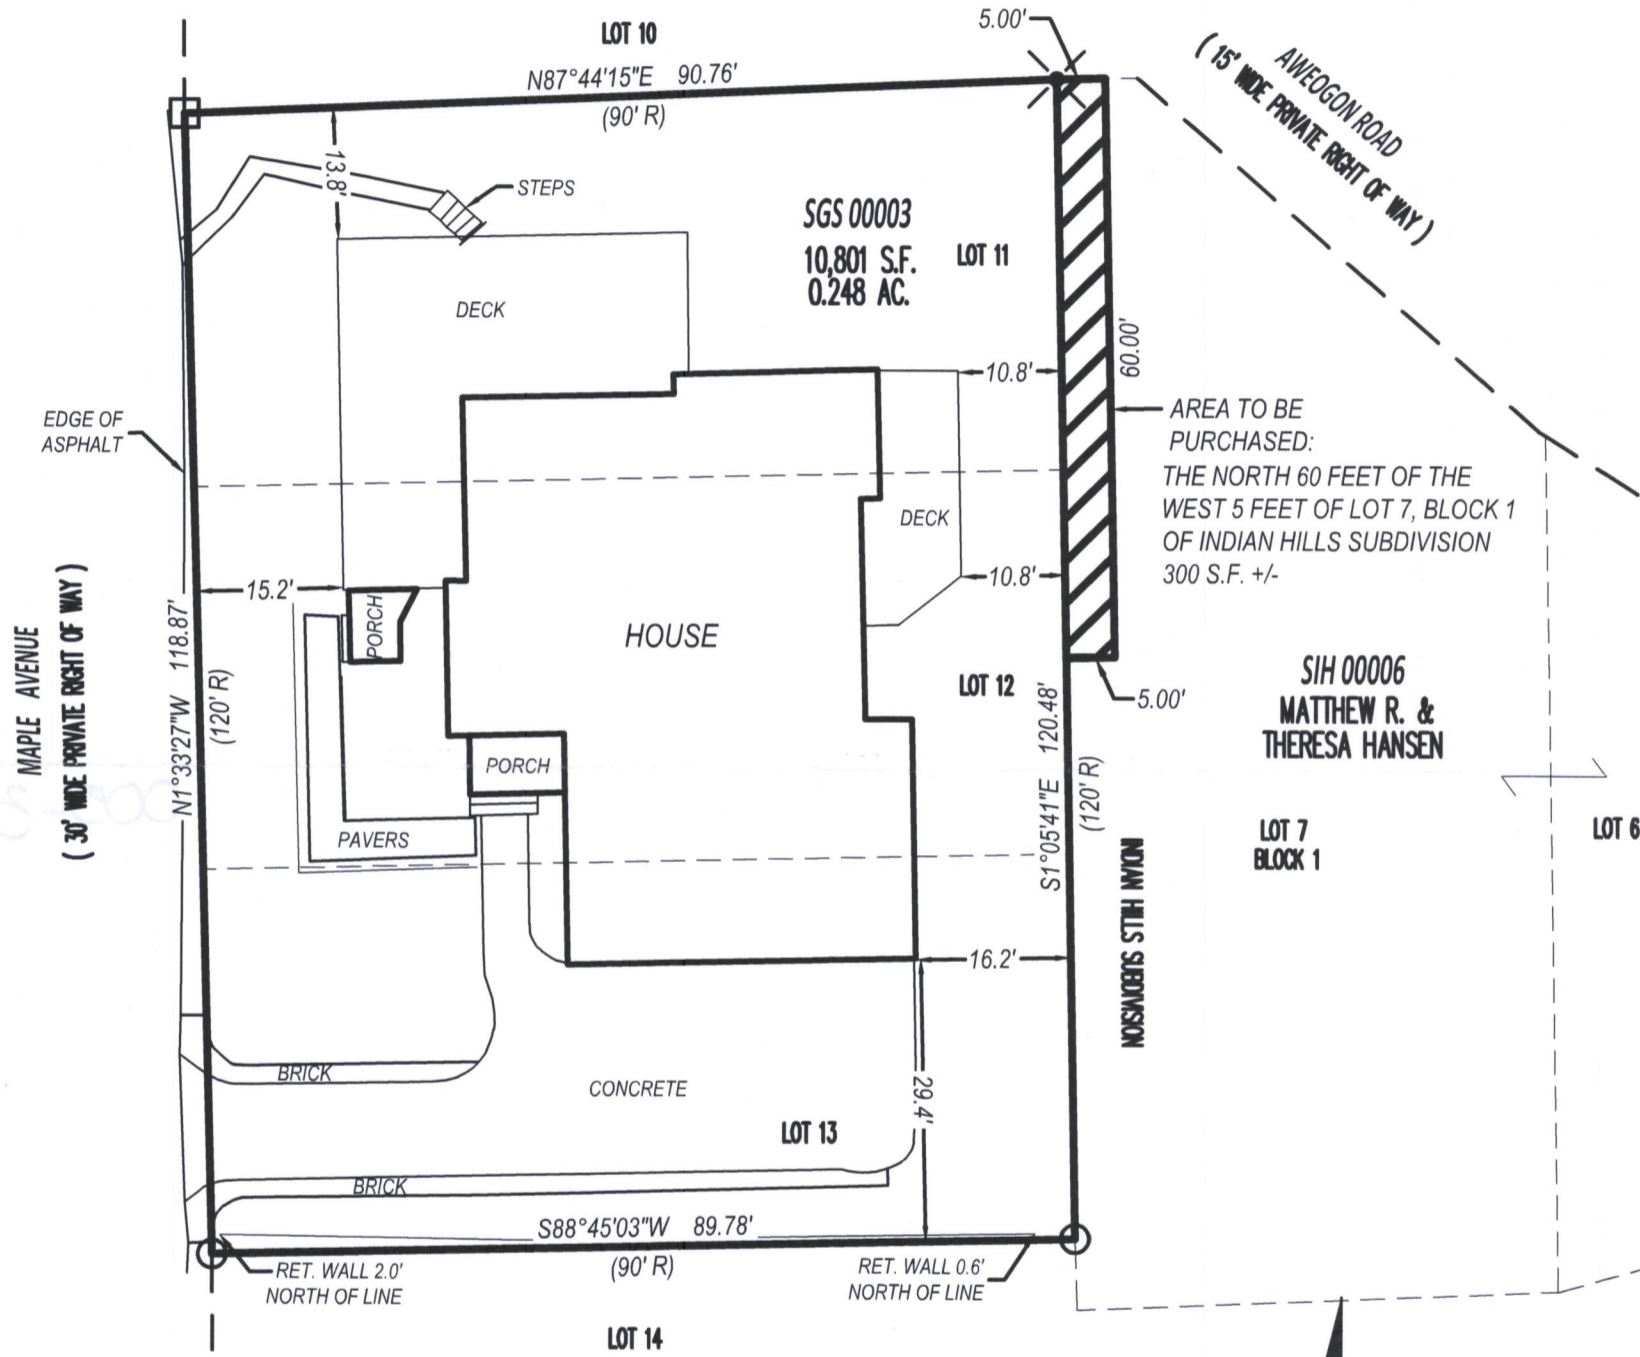 LOT 10
5.00'
N87°44'15"E 90.76'
(90' R)
AWEOGON ROAD
( 15' WIDE PRIVATE RIGHT OF WAY )
13.8'
STEPS
SGS 00003
10,801 S.F.
0.248 AC.
LOT 11
DECK
60.00'
10.8'
EDGE OF
ASPHALT
AREA TO BE
PURCHASED:
THE NORTH 60 FEET OF THE
WEST 5 FEET OF LOT 7, BLOCK 1
OF INDIAN HILLS SUBDIVISION
300 S.F. +/-
DECK
10.8'
15.2'
PORCH
HOUSE
MAPLE AVENUE
( 30' WIDE PRIVATE RIGHT OF WAY )
N1°33'27"W 118.87'
(120' R)
LOT 12
5.00'
SIH 00006
MATTHEW R. &
THERESA HANSEN
PORCH
S1°05'41"E 120.48'
(120' R)
PAVERS
LOT 7
BLOCK 1
LOT 6
INDIAN HILLS SUBDIVISION
16.2'
BRICK
CONCRETE
29.4'
LOT 13
BRICK
S88°45'03"W 89.78'
(90' R)
RET. WALL 2.0'
NORTH OF LINE
RET. WALL 0.6'
NORTH OF LINE
LOT 14